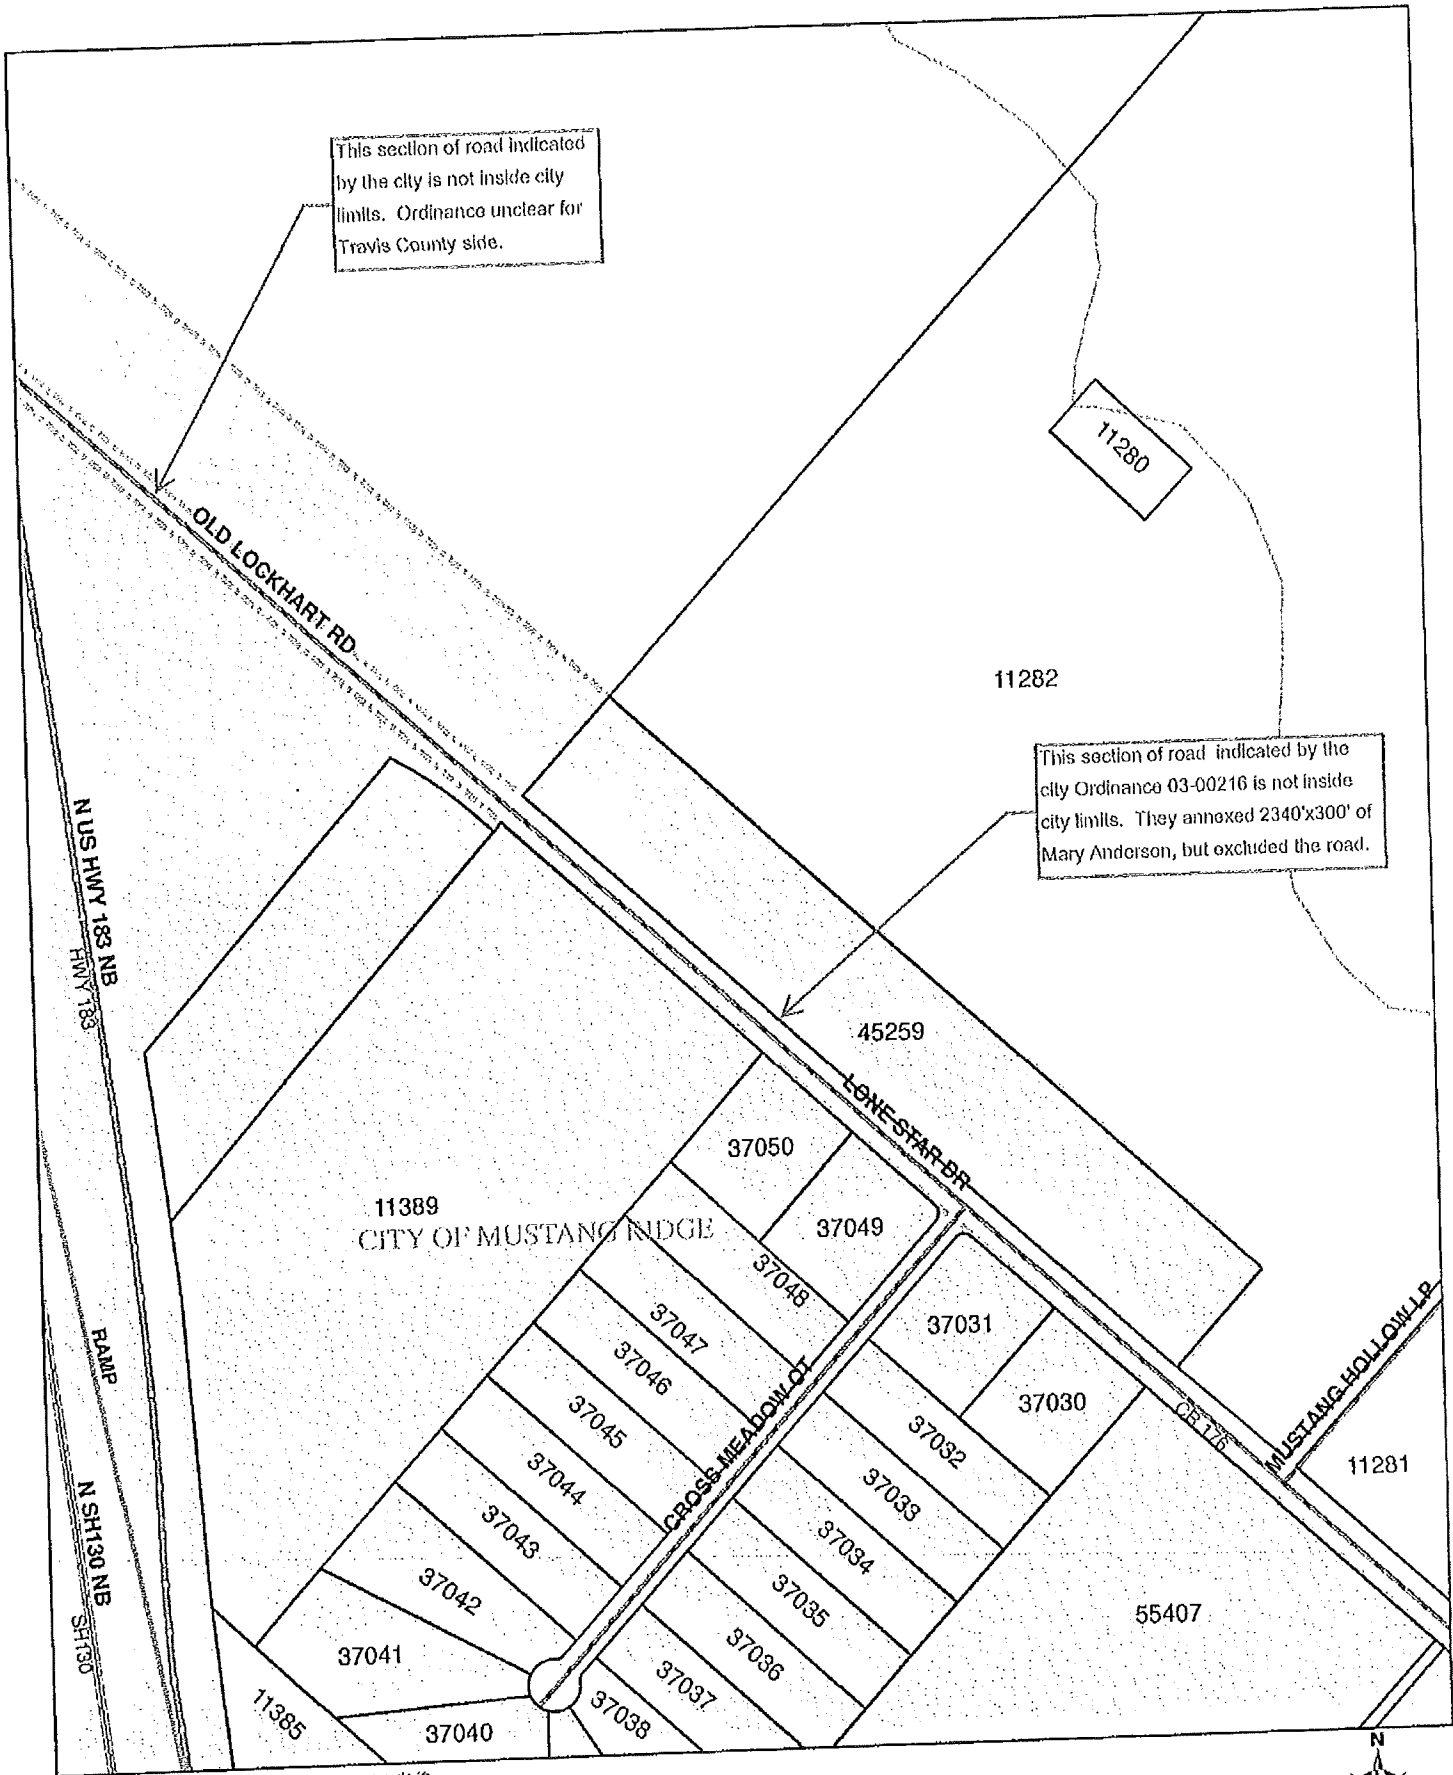 This section of road indicated
by the city is not inside city
limits. Ordinance unclear for
Travis County side.
11280
OLD LOCKHART RD
11282
This section of road indicated by the
city Ordinance 03-00216 is not inside
city limits. They annexed 2340'x300' of
Mary Anderson, but excluded the road.
N US HWY 183 NB
HWY 183
45259
LONE STAR DR
37050
11389
CITY OF MUSTANG RIDGE
37049
37048
37047
37031
37046
37030
MUSTANG HOLLOW LP
RAMP
37045
CROSS MEADOW CT
37032
CR 176
11281
37044
37033
N SH130 NB
SH130
37043
37034
37042
37035
55407
37041
37036
37037
11385
37040
37038
N